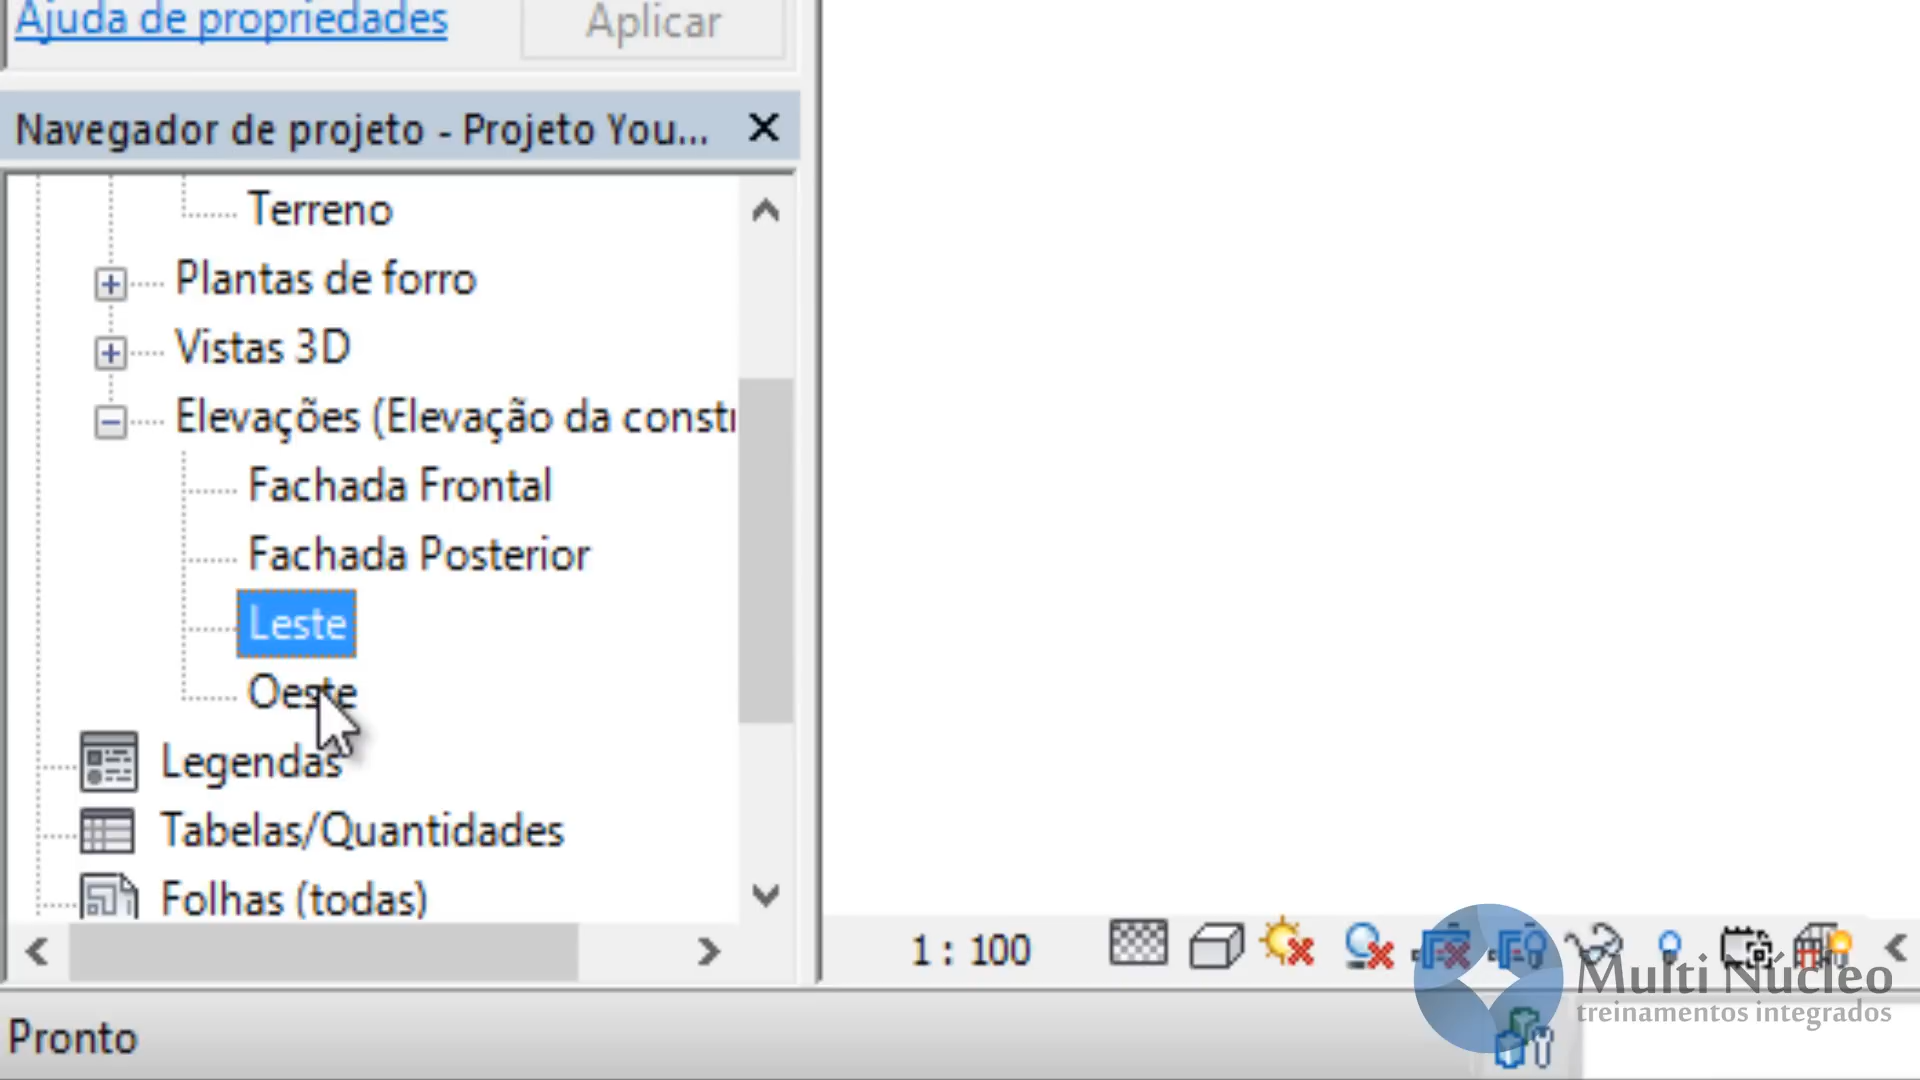 Ajuda de propriedades
Aplicar
Navegador de projeto - Projeto You...
Terreno
Plantas de forro
Vistas 3D
Elevações (Elevação da constr
Fachada Frontal
Fachada Posterior
Leste
Oeste
Legendas
Tabelas/Quantidades
Folhas (todas)
1 : 100
Multi Núcleo
treinamentos integrados
Pronto